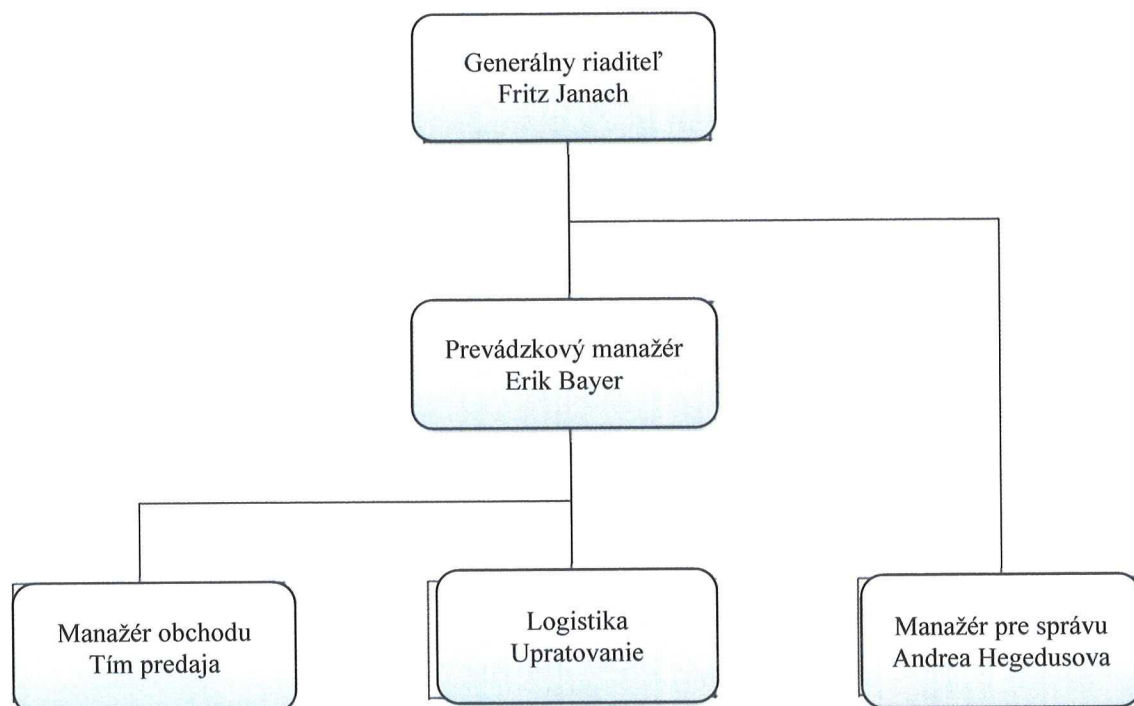 Generálny riaditeľ
Fritz Janach
Prevádzkový manažér
Erik Bayer
Manažér obchodu
Tím predaja
Logistika
Upratovanie
Manažér pre správu
Andrea Hegedusova